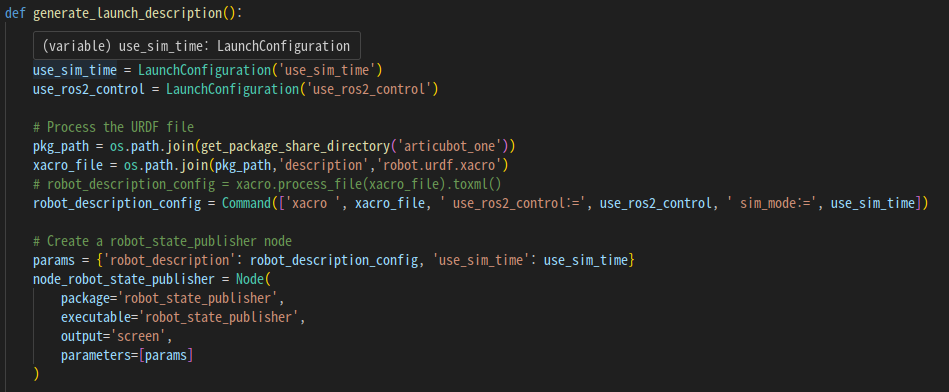 def generate_launch_description():
(variable) use_sim_time: LaunchConfiguration
use_sim_time = LaunchConfiguration('use_sim_time')
use_ros2_control = LaunchConfiguration('use_ros2_control')
# Process the URDF file
pkg_path = os.path.join(get_package_share_directory('articubot_one'))
xacro_file = os.path.join(pkg_path,'description','robot.urdf.xacro')
# robot_description_config = xacro.process_file(xacro_file).toxml()
robot_description_config = Command(['xacro ', xacro_file, ' use_ros2_control:=', use_ros2_control, ' sim_mode:=', use_sim_time])
# Create a robot_state_publisher node
params = {'robot_description': robot_description_config, 'use_sim_time': use_sim_time}
node_robot_state_publisher = Node(
package='robot_state_publisher',
executable='robot_state_publisher',
output='screen',
parameters=[params]
)